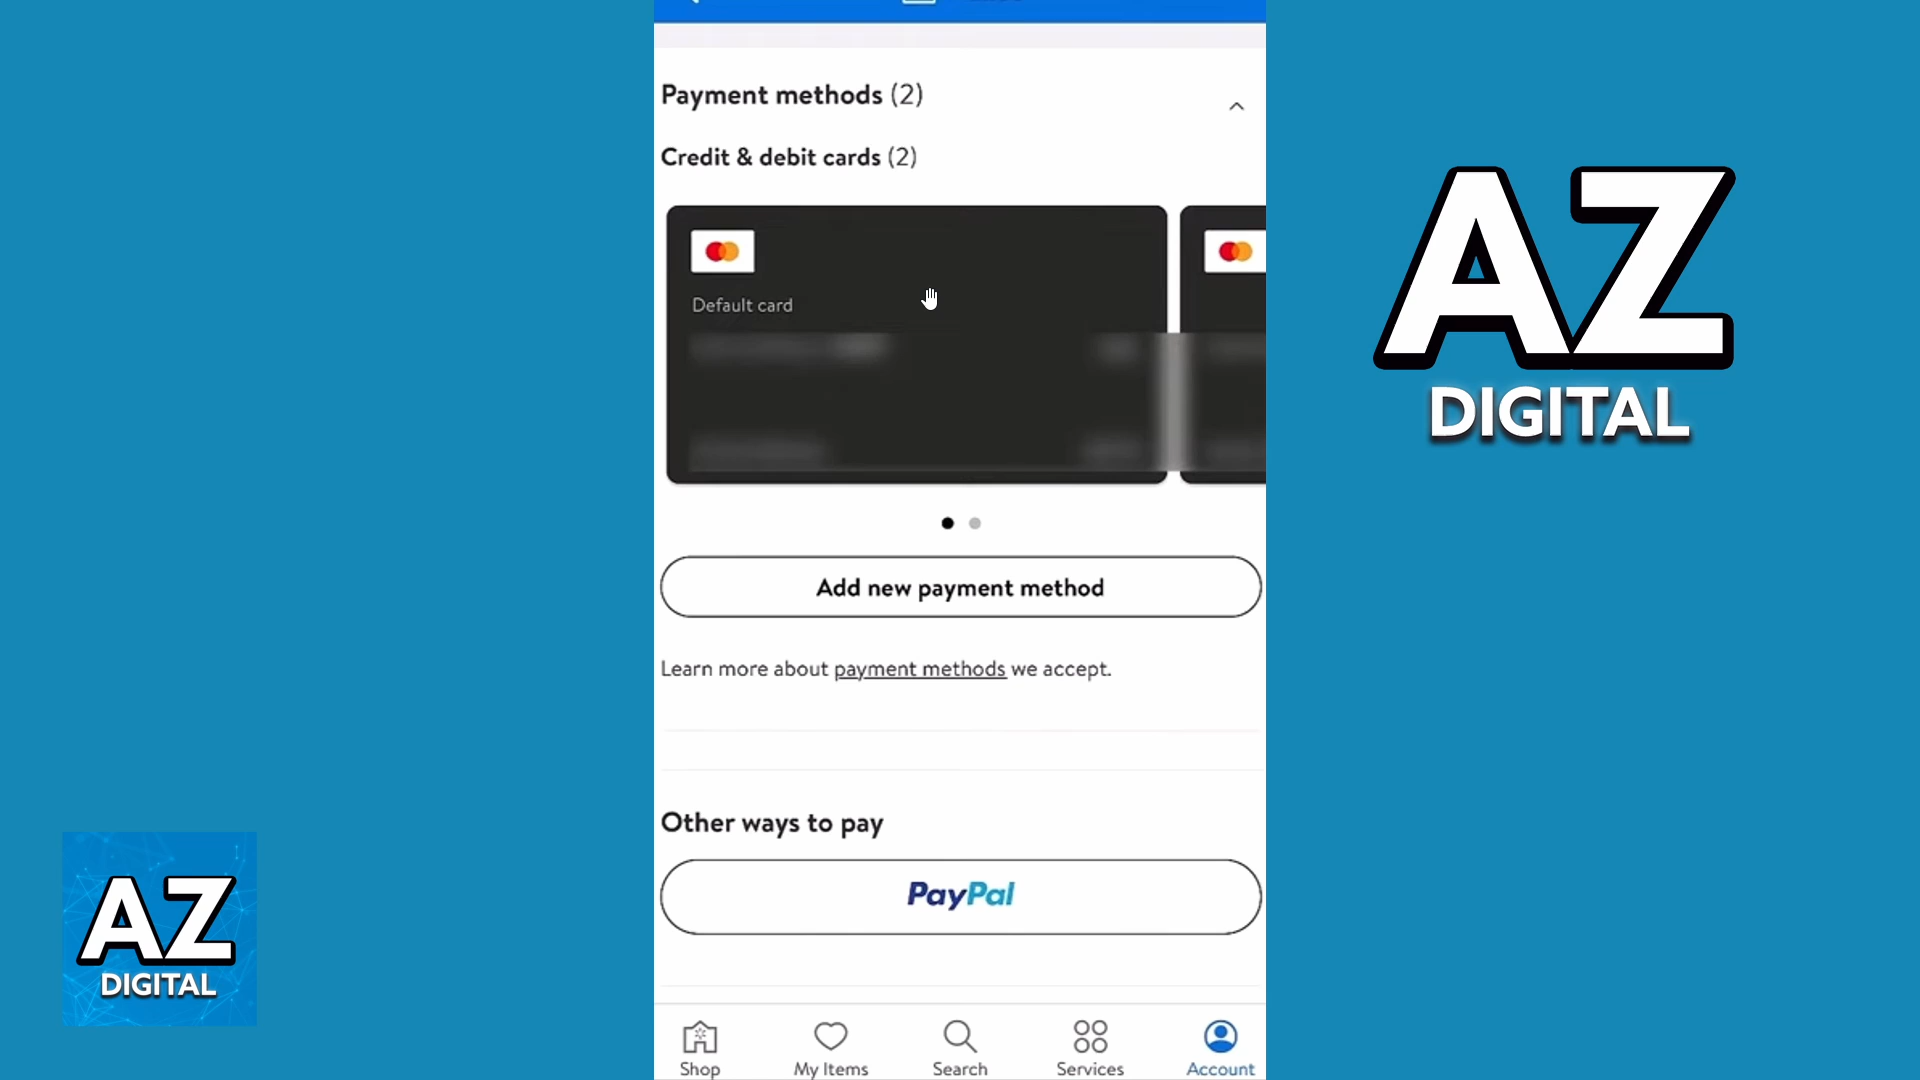 Payment methods (2)
Credit & debit cards (2)
Default card
Add new payment method
Learn more about payment methods we accept.
Other ways to pay
PayPal
Shop
My Items
Search
Services
Account
AZ
DIGITAL
AZ
DIGITAL